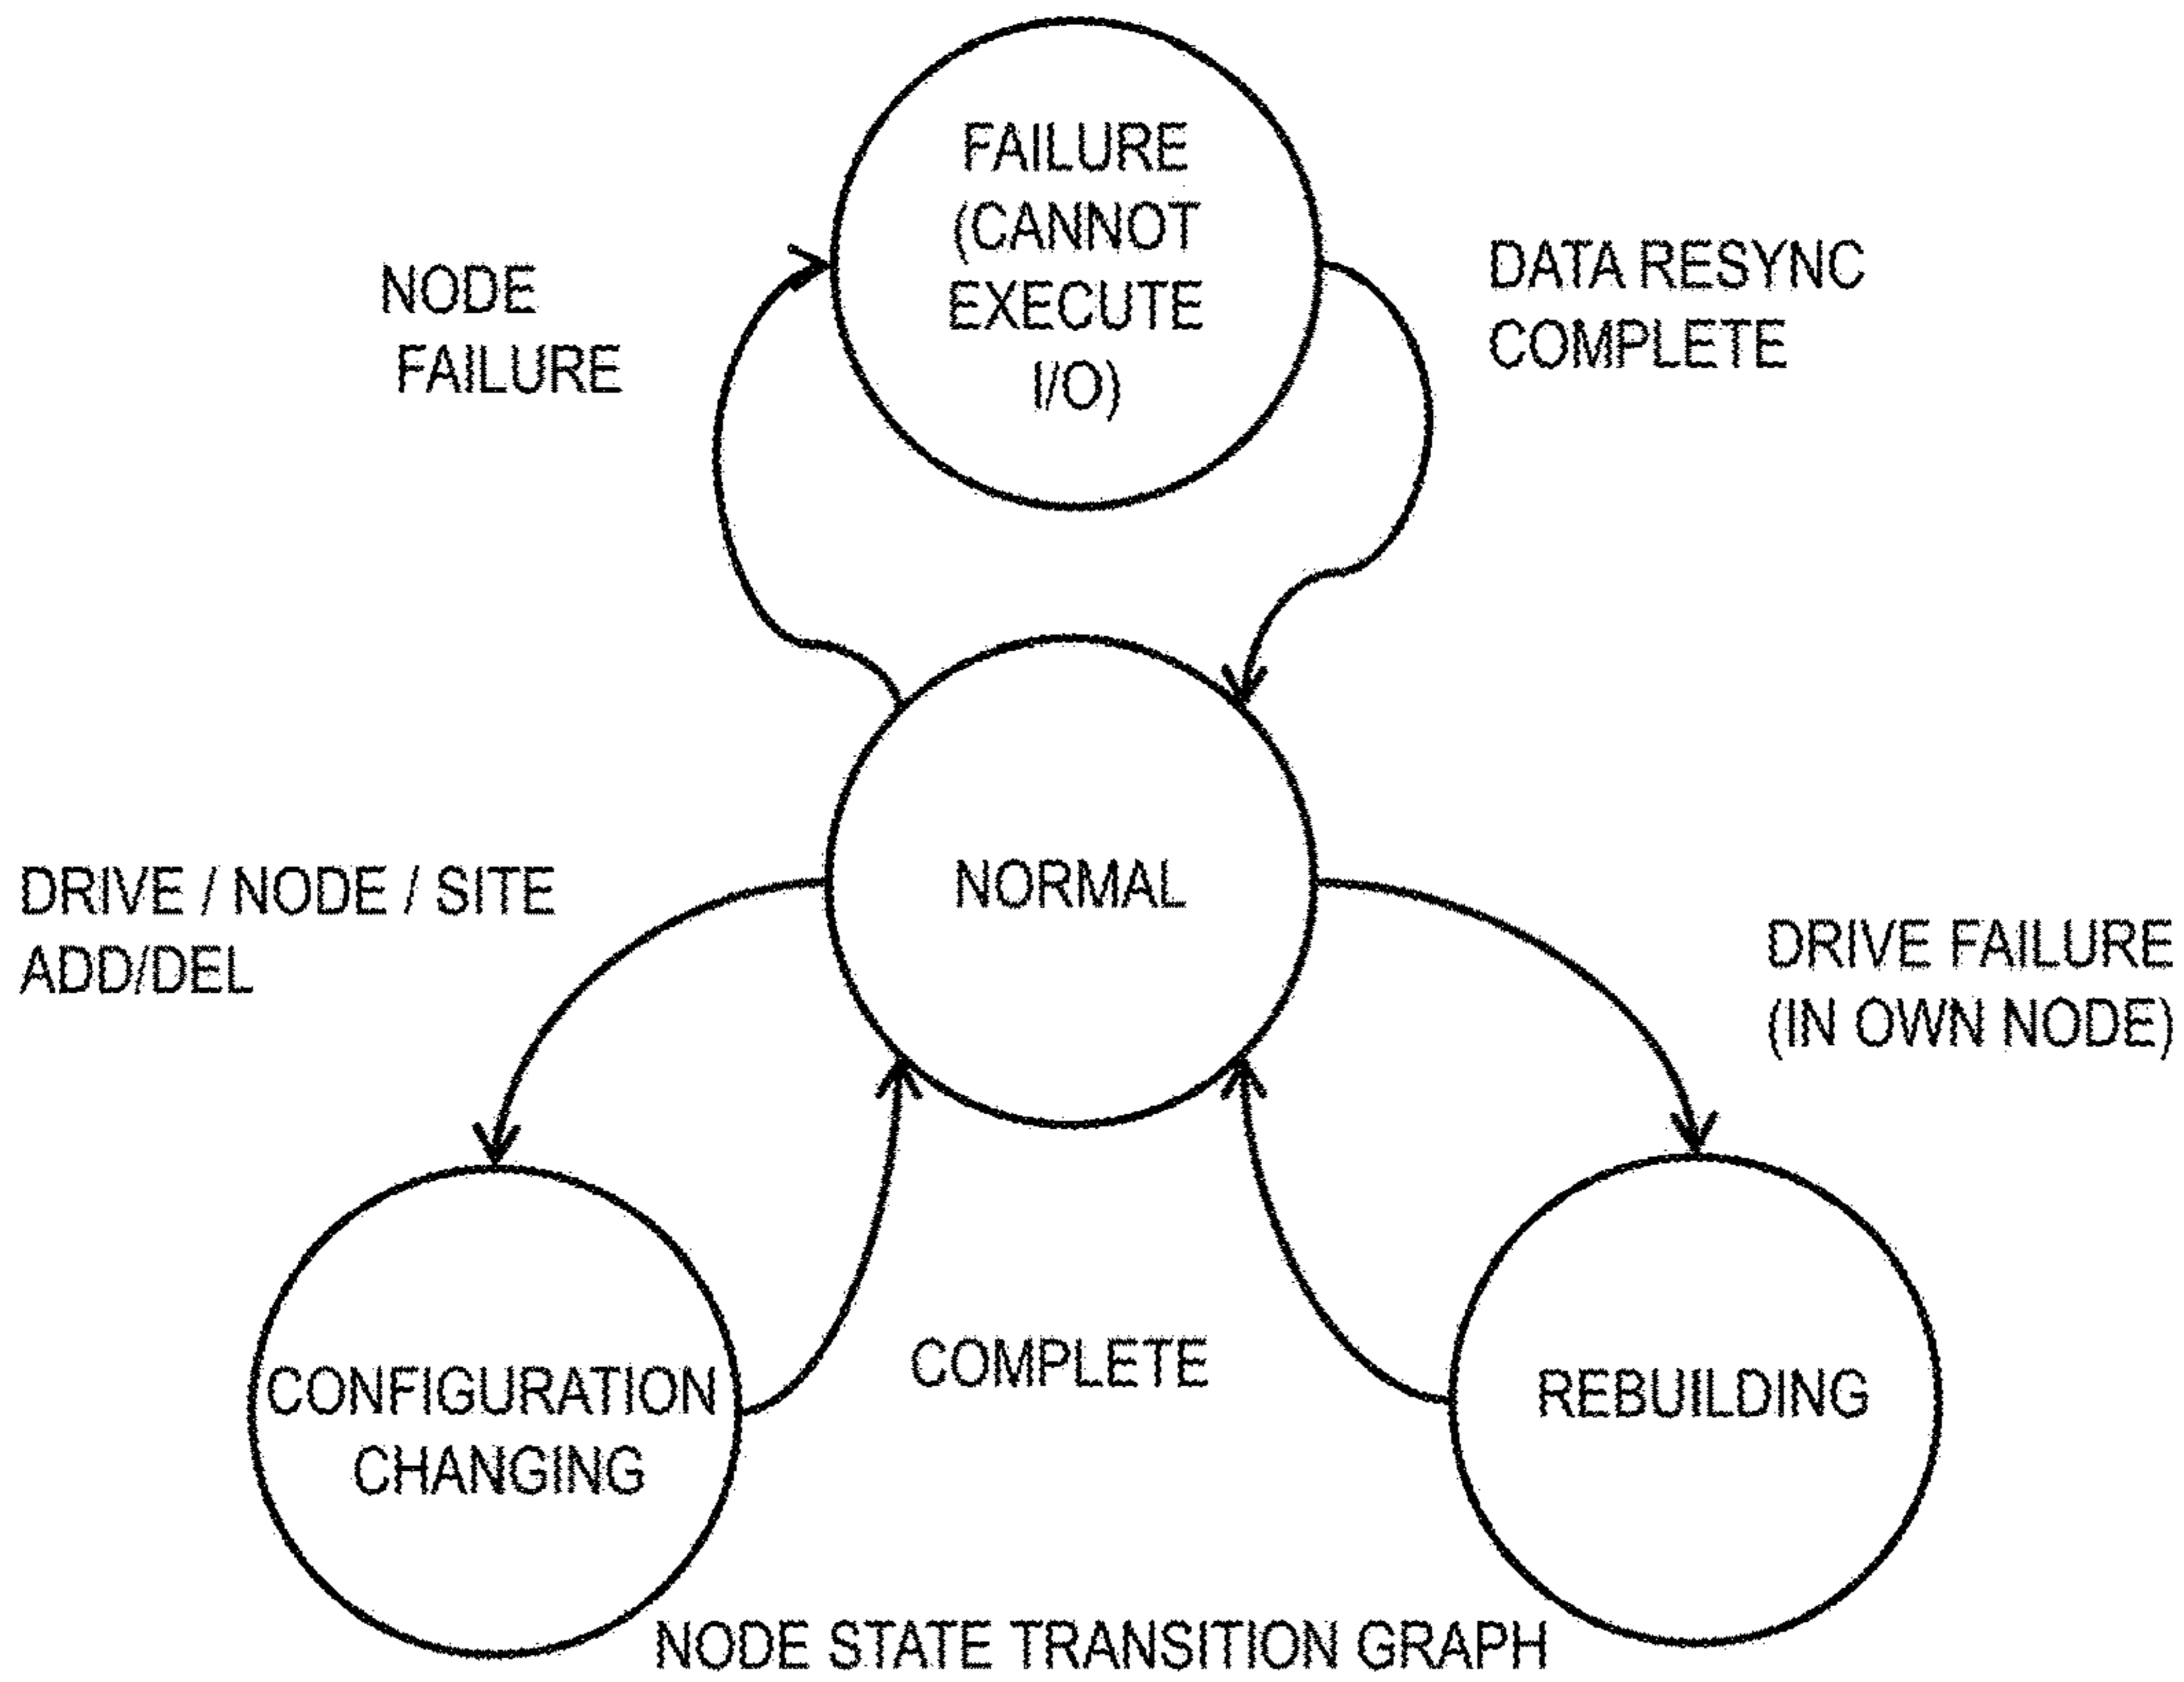 FAILURE
(CANNOT
EXECUTE
I/O)
NODE
FAILURE
DATA RESYNC
COMPLETE
NORMAL
DRIVE / NODE / SITE
ADD/DEL
DRIVE FAILURE
(IN OWN NODE)
CONFIGURATION
CHANGING
COMPLETE
REBUILDING
NODE STATE TRANSITION GRAPH